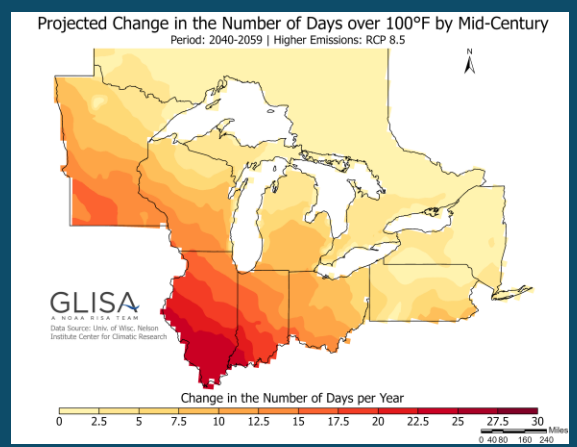 Projected Change in the Number of Days over 100°F by Mid-Century
Period: 2040-2059 | Higher Emissions: RCP 8.5
N
GLISA
A NOAA RISA TEAM
Data Source: Univ. of Wisc. Nelson
Institute Center for Climatic Research
Change in the Number of Days per Year
0 2.5 5 7.5 10 12.5 15 17.5 20 22.5 25 27.5 30
Miles
0 40 80 160 240